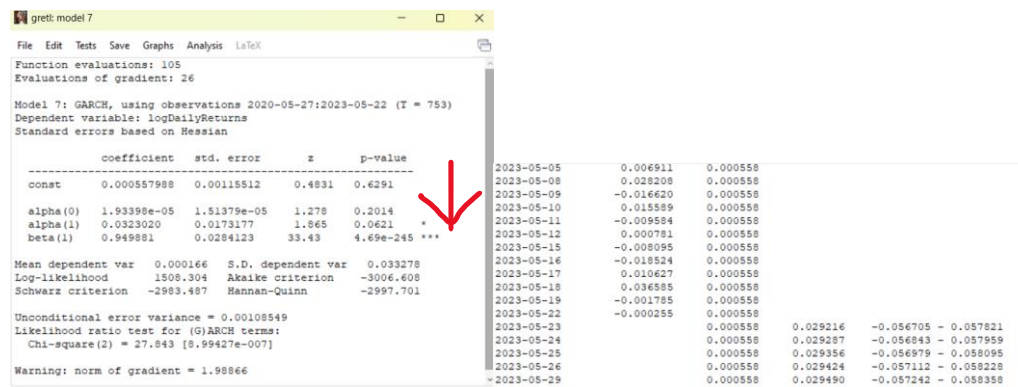 gretl: model 7
File Edit Tests Save Graphs Analysis LaTeX
Function evaluations: 105
Evaluations of gradient: 26
Model 7: GARCH, using observations 2020-05-27:2023-05-22 (T = 753)
Dependent variable: logDailyReturns
Standard errors based on Hessian
coefficient std. error z p-value
const 0.000557988 0.00115512 0.4831 0.6291
alpha(0) 1.93398e-05 1.51379e-05 1.278 0.2014
alpha(1) 0.0323020 0.0173177 1.865 0.0621 *
beta(1) 0.949881 0.0284123 33.43 4.69e-245 ***
Mean dependent var 0.000166 S.D. dependent var 0.033278
Log-likelihood 1508.304 Akaike criterion -3006.608
Schwarz criterion -2983.487 Hannan-Quinn -2997.701
Unconditional error variance = 0.00108549
Likelihood ratio test for (G)ARCH terms:
Chi-square(2) = 27.843 [8.99427e-007]
Warning: norm of gradient = 1.98866
2023-05-05 0.006911 0.000558
2023-05-08 0.028208 0.000558
2023-05-09 -0.016620 0.000558
2023-05-10 0.015589 0.000558
2023-05-11 -0.009584 0.000558
2023-05-12 0.000781 0.000558
2023-05-15 -0.008095 0.000558
2023-05-16 -0.018524 0.000558
2023-05-17 0.010627 0.000558
2023-05-18 0.036585 0.000558
2023-05-19 -0.001785 0.000558
2023-05-22 -0.000255 0.000558
2023-05-23 0.000558 0.029216 -0.056705 - 0.057821
2023-05-24 0.000558 0.029287 -0.056843 - 0.057959
2023-05-25 0.000558 0.029356 -0.056979 - 0.058095
2023-05-26 0.000558 0.029424 -0.057112 - 0.058228
2023-05-29 0.000558 0.029490 -0.057242 - 0.058358